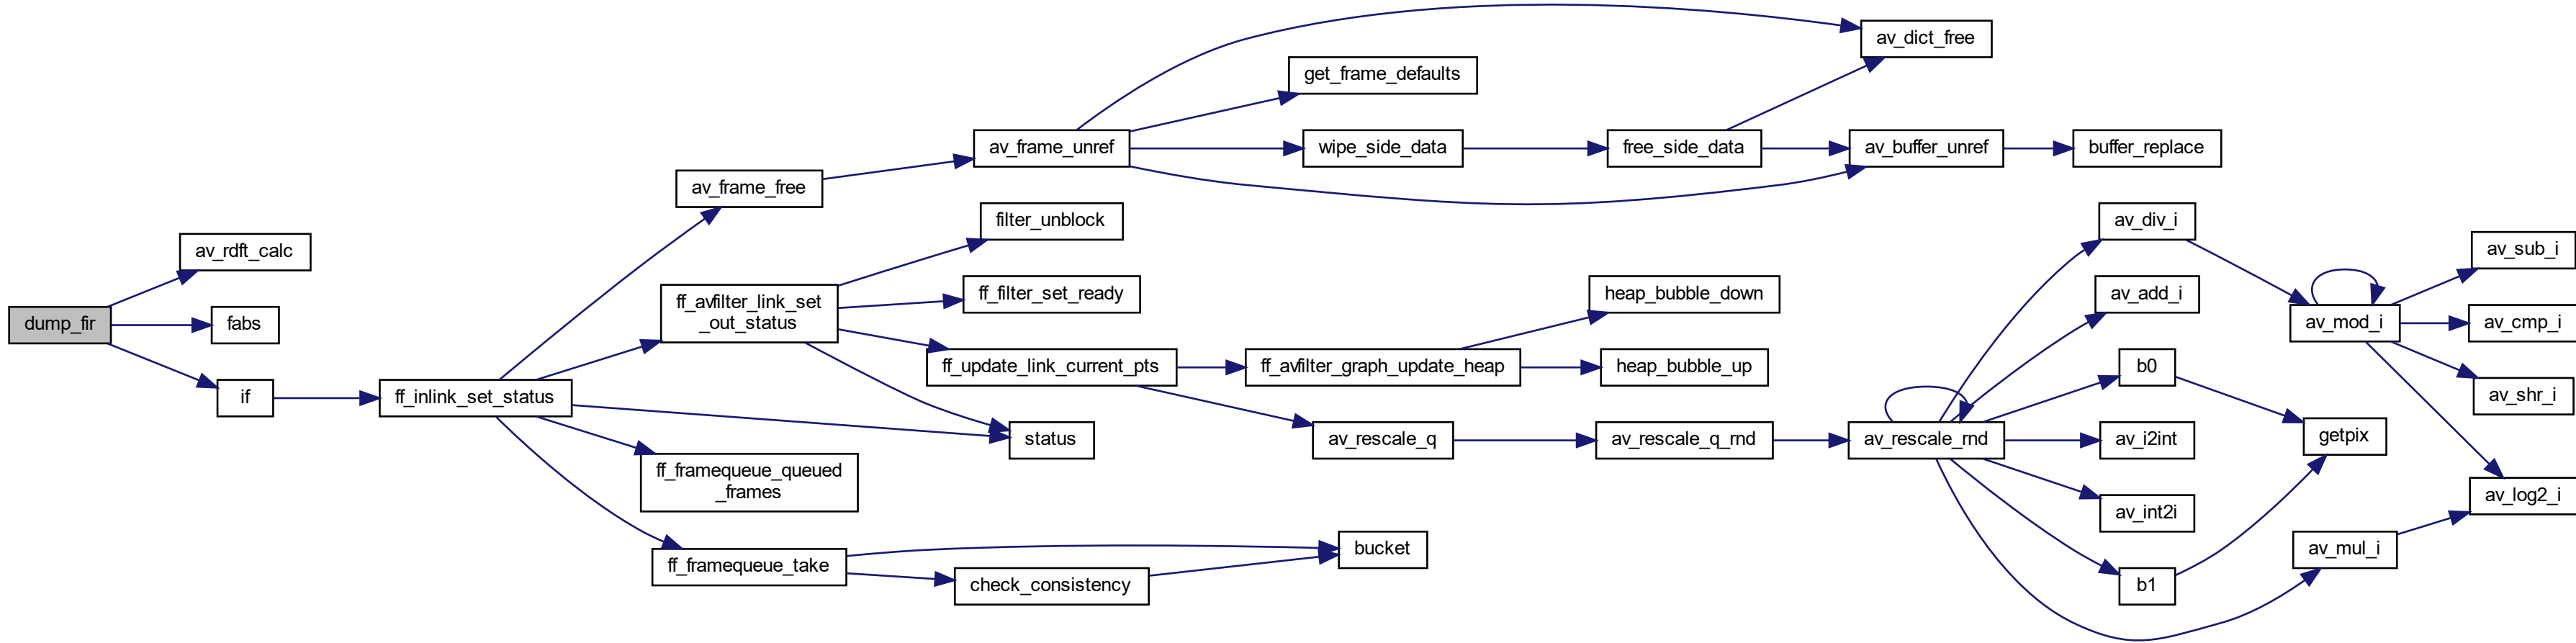 dump_fir
av_rdft_calc
fabs
if
ff_inlink_set_status
av_frame_free
av_frame_unref
av_dict_free
get_frame_defaults
wipe_side_data
free_side_data
av_buffer_unref
buffer_replace
ff_avfilter_link_set
_out_status
filter_unblock
ff_filter_set_ready
ff_update_link_current_pts
status
ff_avfilter_graph_update_heap
heap_bubble_down
heap_bubble_up
av_rescale_q
av_rescale_q_rnd
av_rescale_rnd
av_div_i
av_add_i
b0
av_i2int
av_int2i
b1
av_mod_i
getpix
av_mul_i
av_sub_i
av_cmp_i
av_shr_i
av_log2_i
ff_framequeue_queued
_frames
ff_framequeue_take
check_consistency
bucket